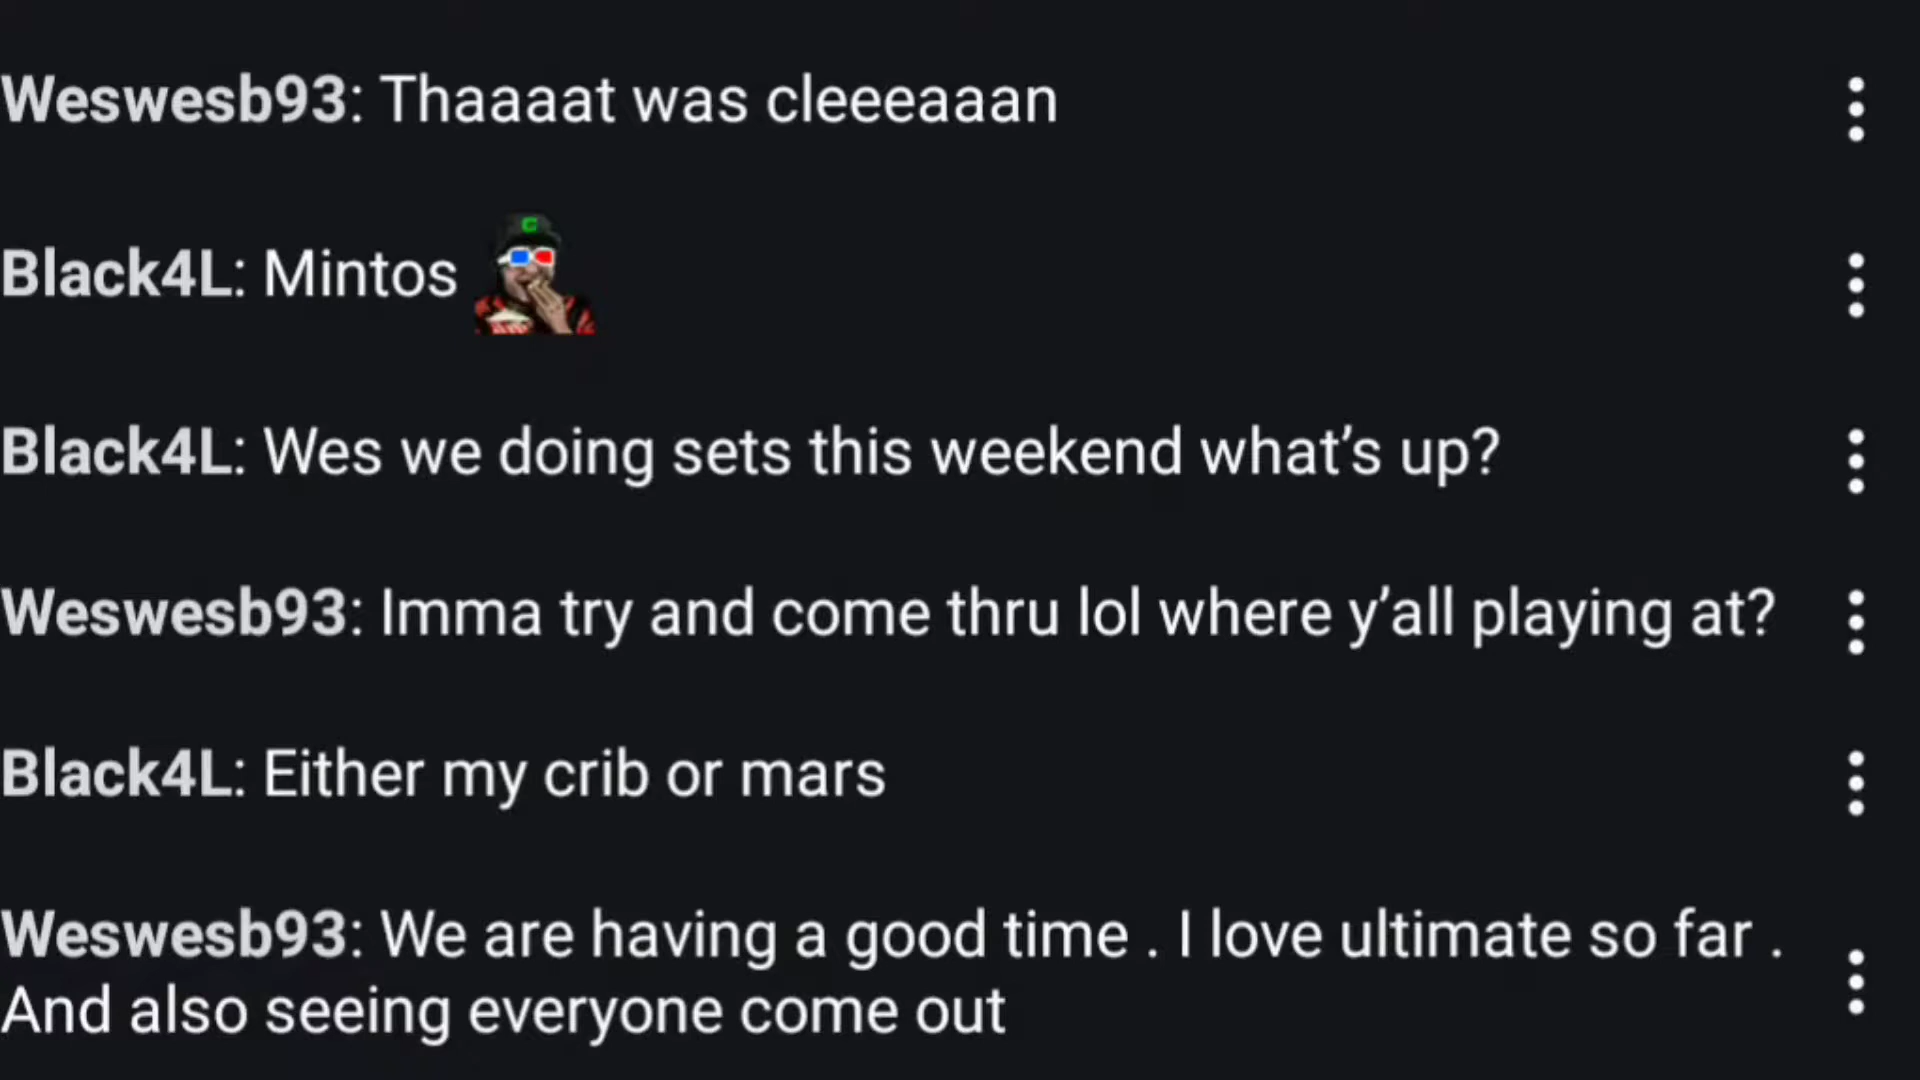 Weswesb93: Thaaaat was cleeeaaan
Black4L: Mintos
Black4L: Wes we doing sets this weekend what’s up?
Weswesb93: Imma try and come thru lol where y’all playing at?
Black4L: Either my crib or mars
Weswesb93: We are having a good time . I love ultimate so far .
And also seeing everyone come out